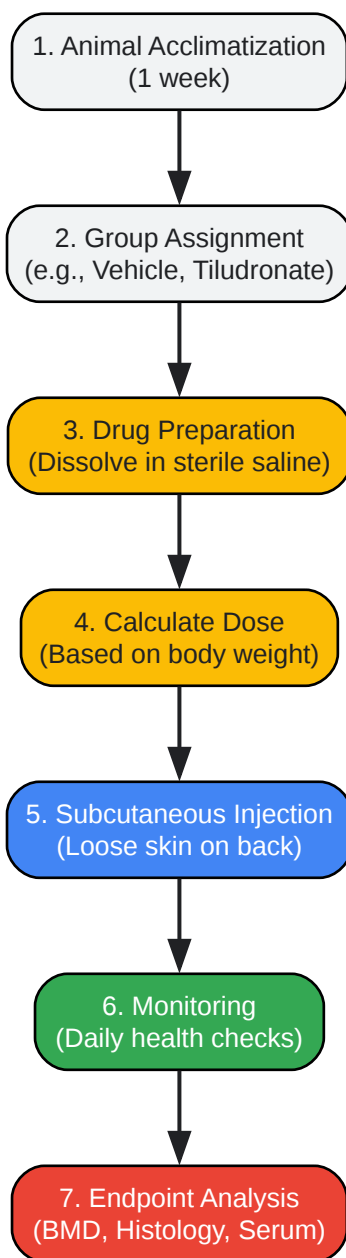 1. Animal Acclimatization
(1 week)
2. Group Assignment
(e.g., Vehicle, Tiludronate)
3. Drug Preparation
(Dissolve in sterile saline)
4. Calculate Dose
(Based on body weight)
5. Subcutaneous Injection
(Loose skin on back)
6. Monitoring
(Daily health checks)
7. Endpoint Analysis
(BMD, Histology, Serum)